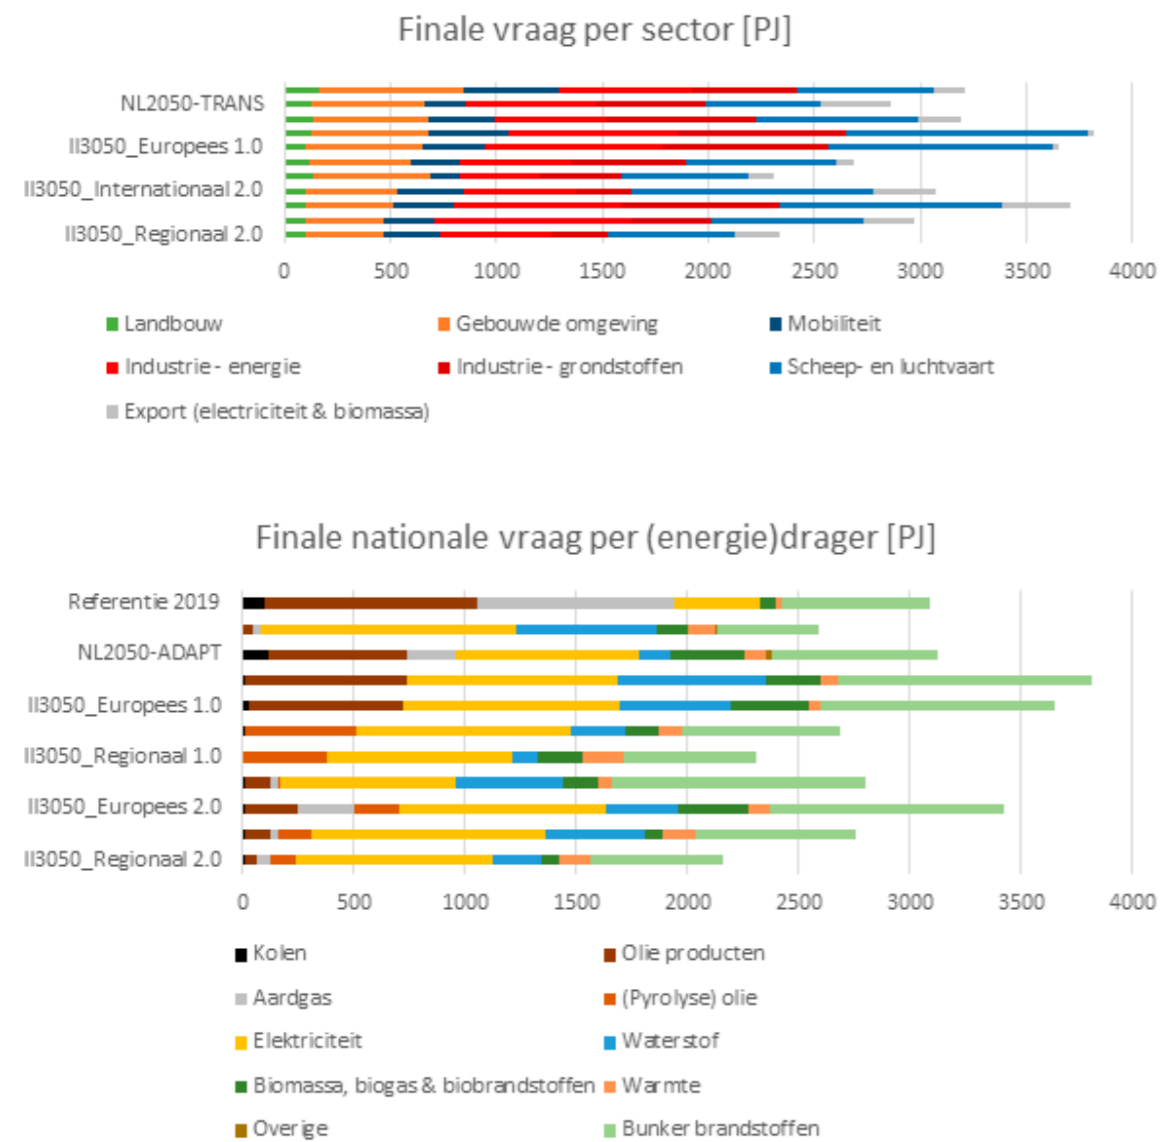 Finale vraag per sector [PJ]
NL2050-TRANS
II3050_Europees 1.0
II3050_Internationaal 2.0
II3050_Regionaal 2.0
0 500 1000 1500 2000 2500 3000 3500 4000
Landbouw Gebouwde omgeving Mobiliteit
Industrie - energie Industrie - grondstoffen Scheep- en luchtvaart
Export (electriciteit & biomassa)
Finale nationale vraag per (energie)drager [PJ]
Referentie 2019
NL2050-ADAPT
II3050_Europees 1.0
II3050_Regionaal 1.0
II3050_Europees 2.0
II3050_Regionaal 2.0
0 500 1000 1500 2000 2500 3000 3500 4000
Kolen Olie producten
Aardgas (Pyrolyse) olie
Elektriciteit Waterstof
Biomassa, biogas & biobrandstoffen Warmte
Overige Bunker brandstoffen